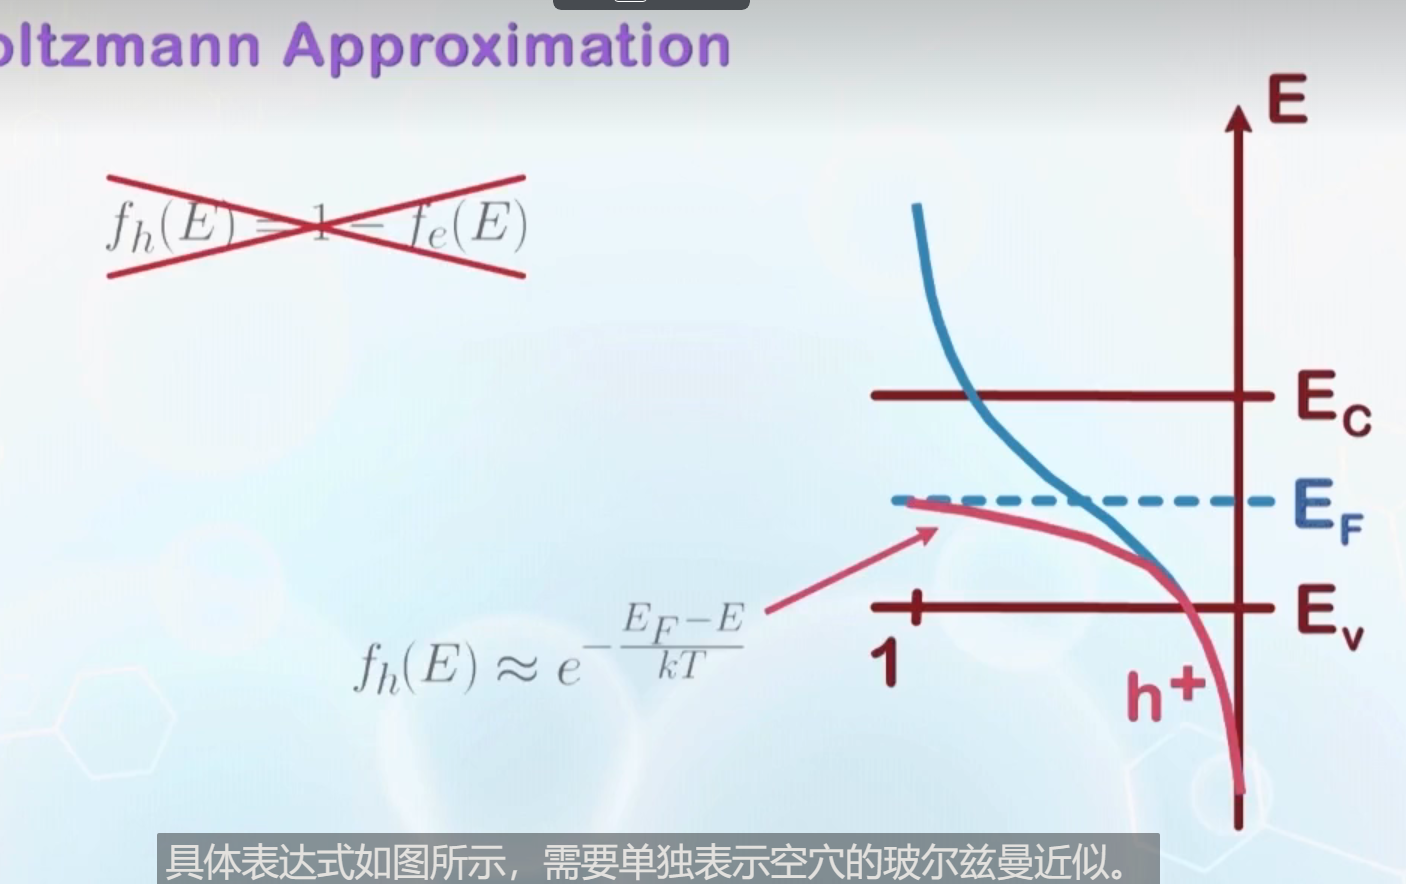 oltzmann Approximation
E
f_h(E) = 1 − f_e(E)
E_C
E_F
E_v
f_h(E) ≈ e^{−\frac{E_F−E}{kT}}
1
h⁺
具体表达式如图所示，需要单独表示空穴的玻尔兹曼近似。